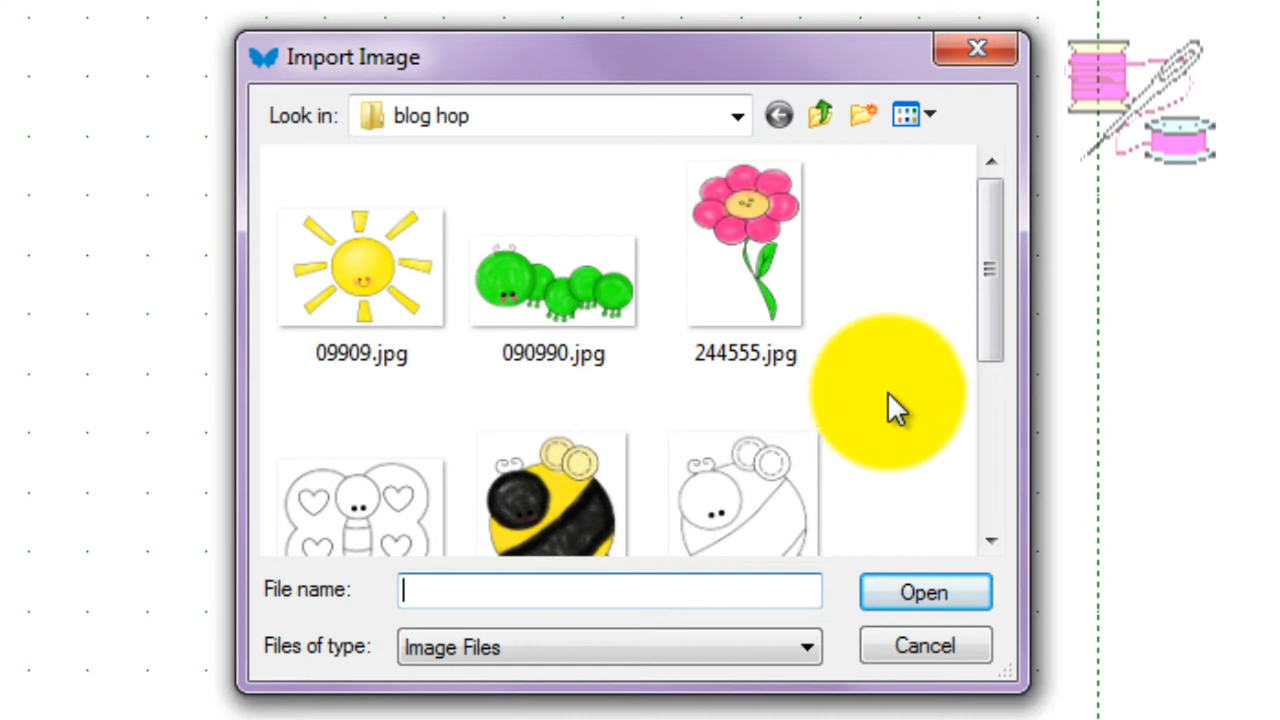 Import Image
Look in: blog hop
09909.jpg 090990.jpg 244555.jpg
File name: Open
Files of type: Image Files Cancel